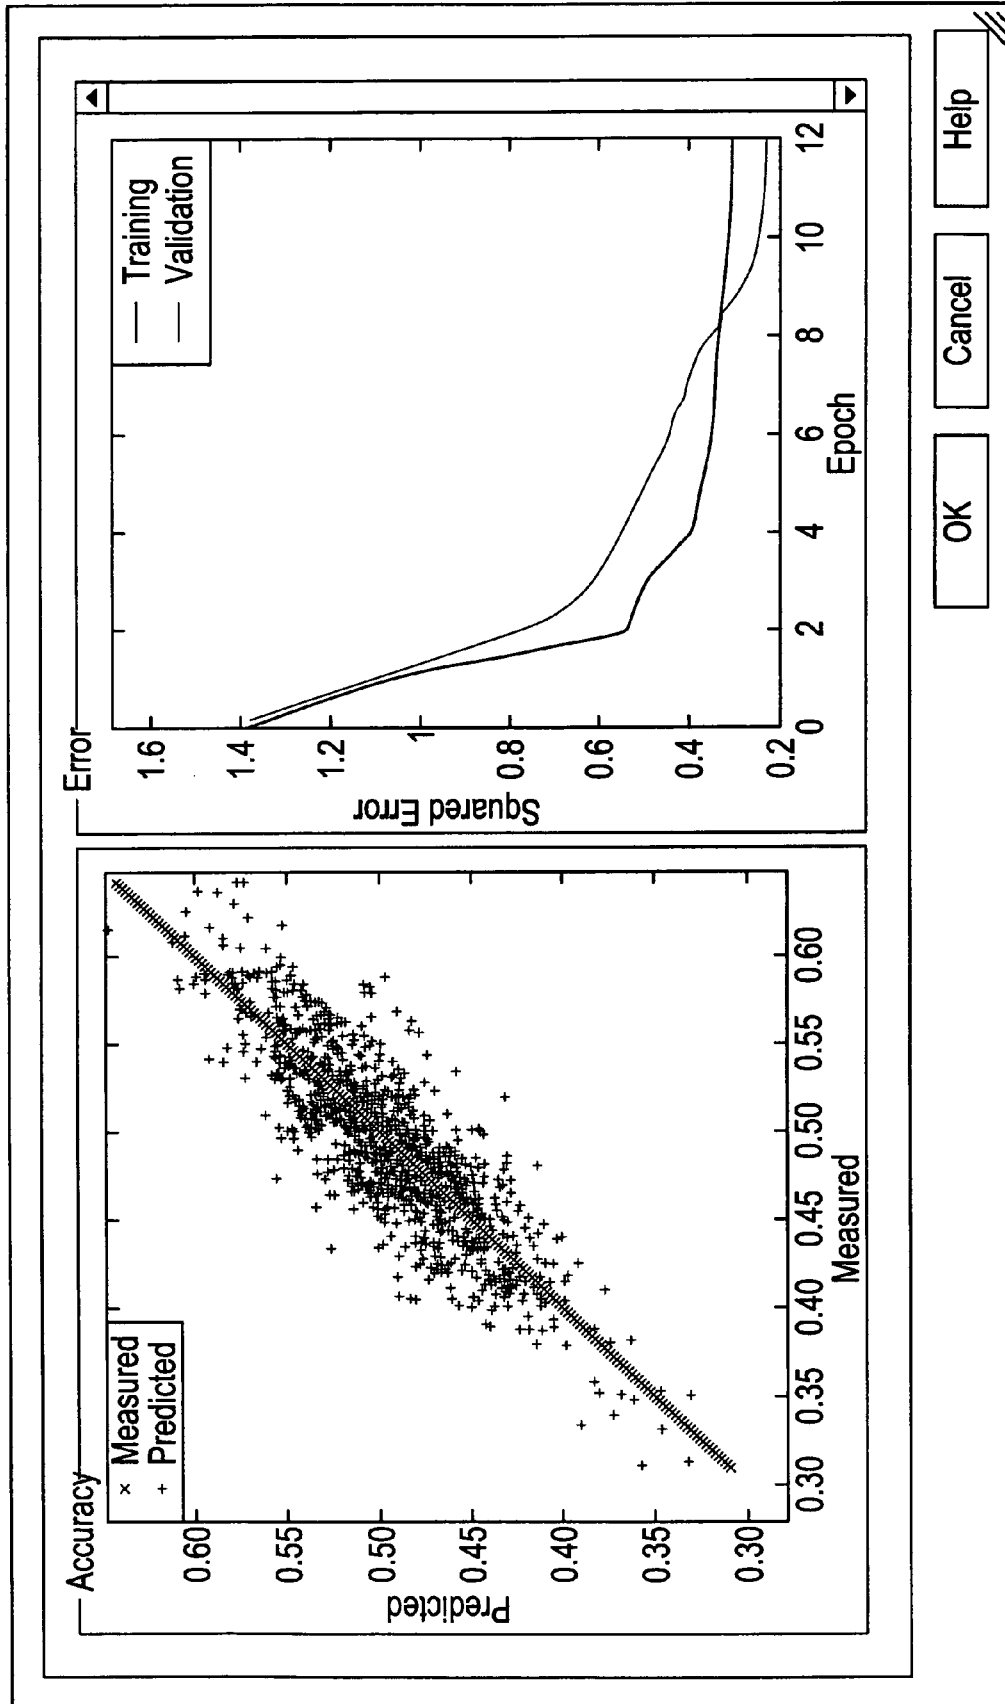 Accuracy
× Measured
+ Predicted
Predicted
0.60
0.55
0.50
0.45
0.40
0.35
0.30
0.30
0.35
0.40
0.45
0.50
0.55
0.60
Measured
Error
— Training
— Validation
Squared Error
1.6
1.4
1
0.8
0.6
0.4
0.2
0
2
4
6
8
10
12
Epoch
OK
Cancel
Help